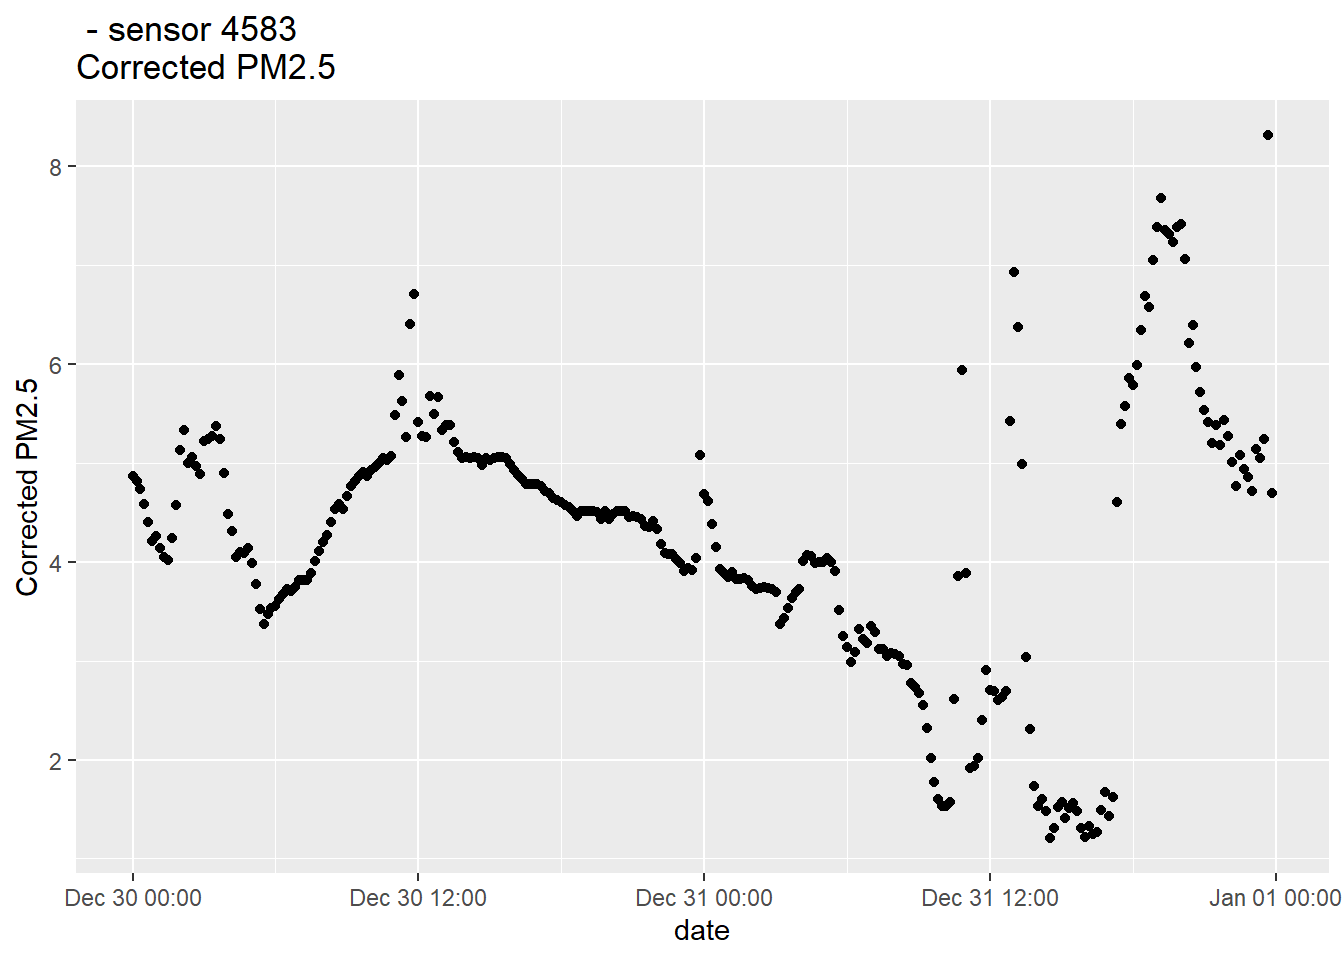 - sensor 4583
Corrected PM2.5
Corrected PM2.5
8
6
4
2
Dec 30 00:00
Dec 30 12:00
Dec 31 00:00
Dec 31 12:00
Jan 01 00:00
date